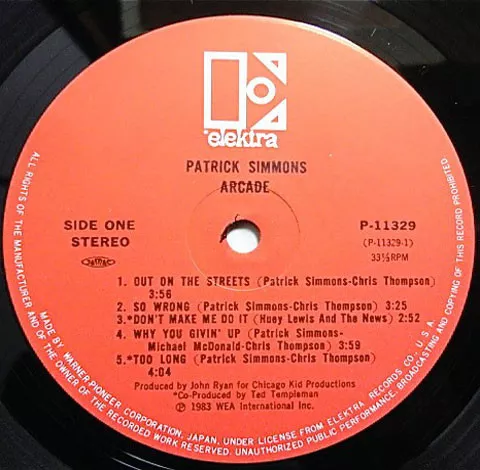 elektra
PATRICK SIMMONS
ARCADE
SIDE ONE
STEREO
P-11329
(P-11329-1)
33⅓RPM
JASRAC
1. OUT ON THE STREETS (Patrick Simmons-Chris Thompson)
3:56
2. SO WRONG (Patrick Simmons-Chris Thompson) 3:25
3.*DON'T MAKE ME DO IT (Huey Lewis And The News) 2:52
4. WHY YOU GIVIN' UP (Patrick Simmons-
Michael McDonald-Chris Thompson) 3:59
5.*TOO LONG (Patrick Simmons-Chris Thompson)
4:04
Produced by John Ryan for Chicago Kid Productions
*Co-Produced by Ted Templeman
Ⓟ 1983 WEA International Inc.
MADE BY WARNER-PIONEER CORPORATION, JAPAN, UNDER LICENSE FROM ELEKTRA RECORDS CO., U.S.A.
ALL RIGHTS OF THE MANUFACTURER AND OF THE OWNER OF THE RECORDED WORK RESERVED. UNAUTHORIZED PUBLIC PERFORMANCE, BROADCASTING AND COPYING OF THIS RECORD PROHIBITED